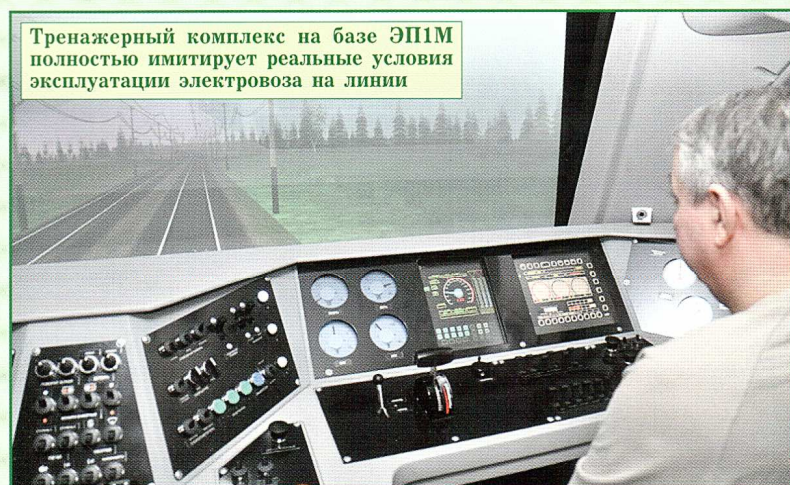 Тренажерный комплекс на базе ЭП1М
полностью имитирует реальные условия
эксплуатации электровоза на линии